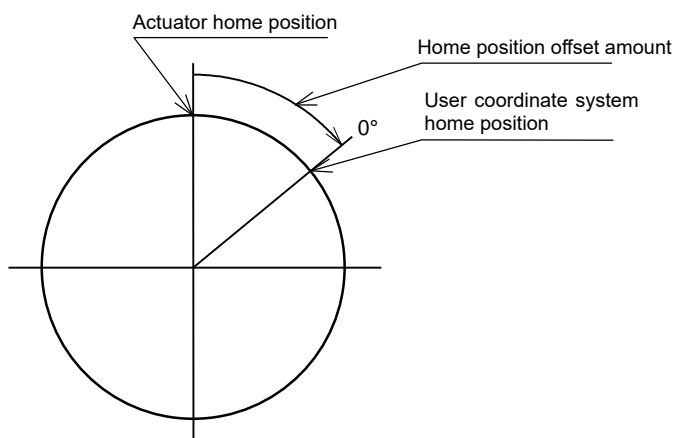 Actuator home position
Home position offset amount
User coordinate system
home position
0°